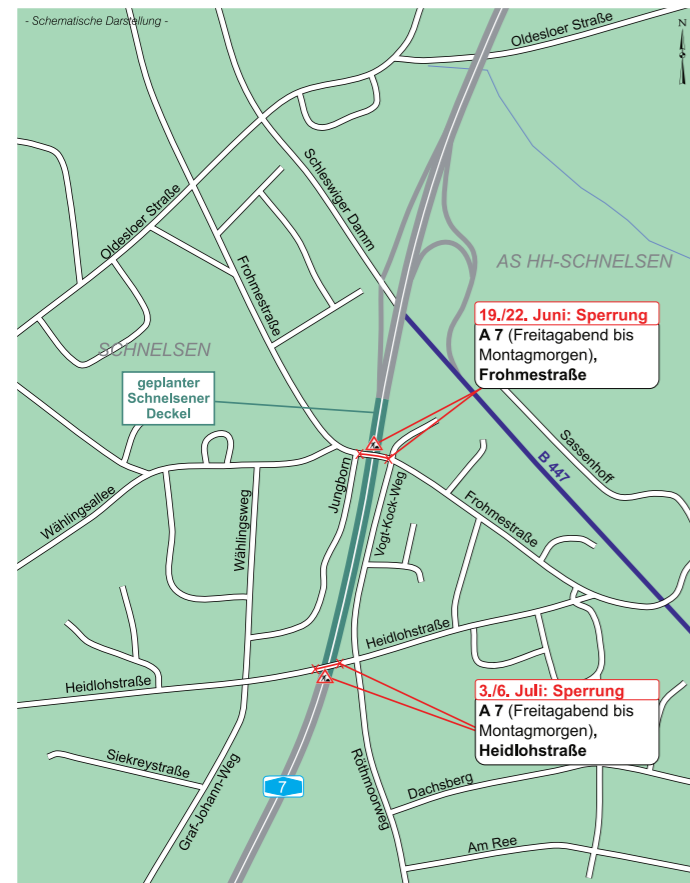 - Schematische Darstellung -
Oldesloer Straße
N
Schleswiger Damm
Oldesloer Straße
Frohmestraße
AS HH-SCHNELSEN
SCHNELSEN
19./22. Juni: Sperrung
A 7 (Freitagabend bis
Montagmorgen),
Frohmestraße
geplanter
Schnelsener
Deckel
Sassenhoff
B 447
Jungborn
Vogt-Kock-Weg
Wählingsallee
Wählingsweg
Frohmestraße
Heidlohstraße
Heidlohstraße
3./6. Juli: Sperrung
A 7 (Freitagabend bis
Montagmorgen),
Heidlohstraße
Siekreystraße
Graf-Johann-Weg
7
Röthmoorweg
Dachsberg
Am Ree